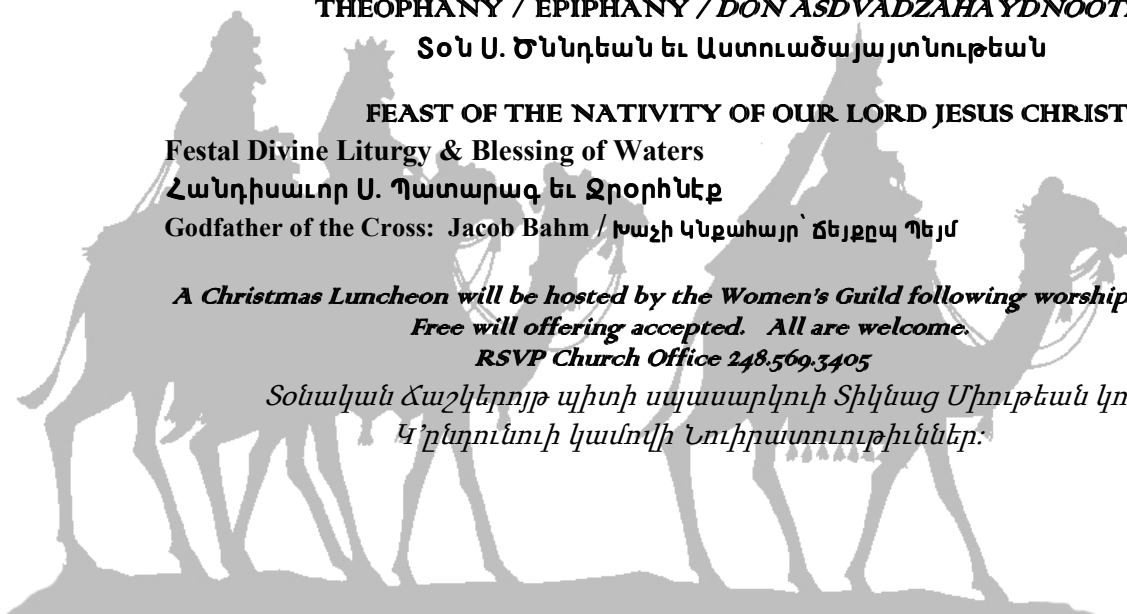 THEOPHANY / EPIPHANY / DON ASDVADZAHAYDNOOT
Տօն Ս. Ծննդեան եւ Աստուածայայտնութեան
FEAST OF THE NATIVITY OF OUR LORD JESUS CHRIST
Festal Divine Liturgy & Blessing of Waters
Հանդիսաւոր Ս. Պատարագ եւ Ջրօրհնէք
Godfather of the Cross: Jacob Bahm / Խաչի Կնքահայր՝ Ճեյքըպ Պեյմ
A Christmas Luncheon will be hosted by the Women's Guild following worship
Free will offering accepted. All are welcome.
RSVP Church Office 248.569.3405
Տօնական Ճաշկերոյթ պիտի սպասարկուի Տիկնաց Միութեան կո
Կ'ընդունուի կամովի Նուիրատուութիւններ: